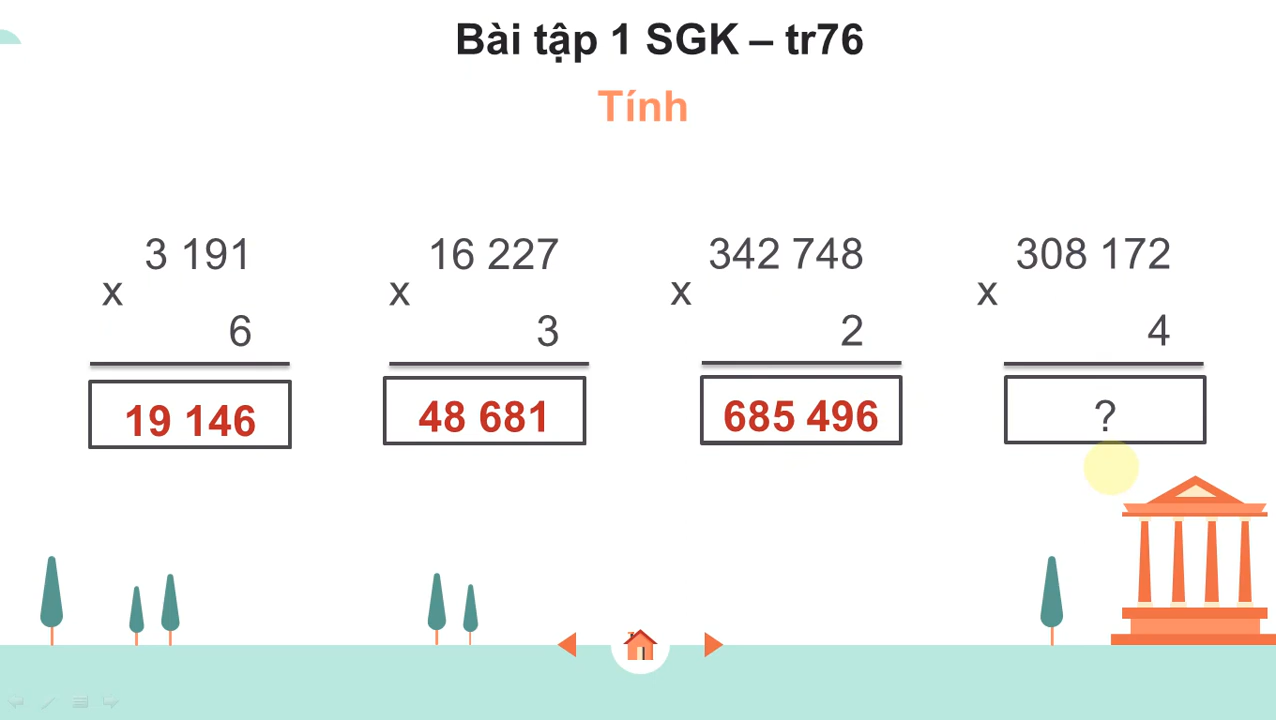 Bài tập 1 SGK – tr76
Tính
3 191
x
6
19 146
16 227
x
3
48 681
342 748
x
2
685 496
308 172
x
4
?